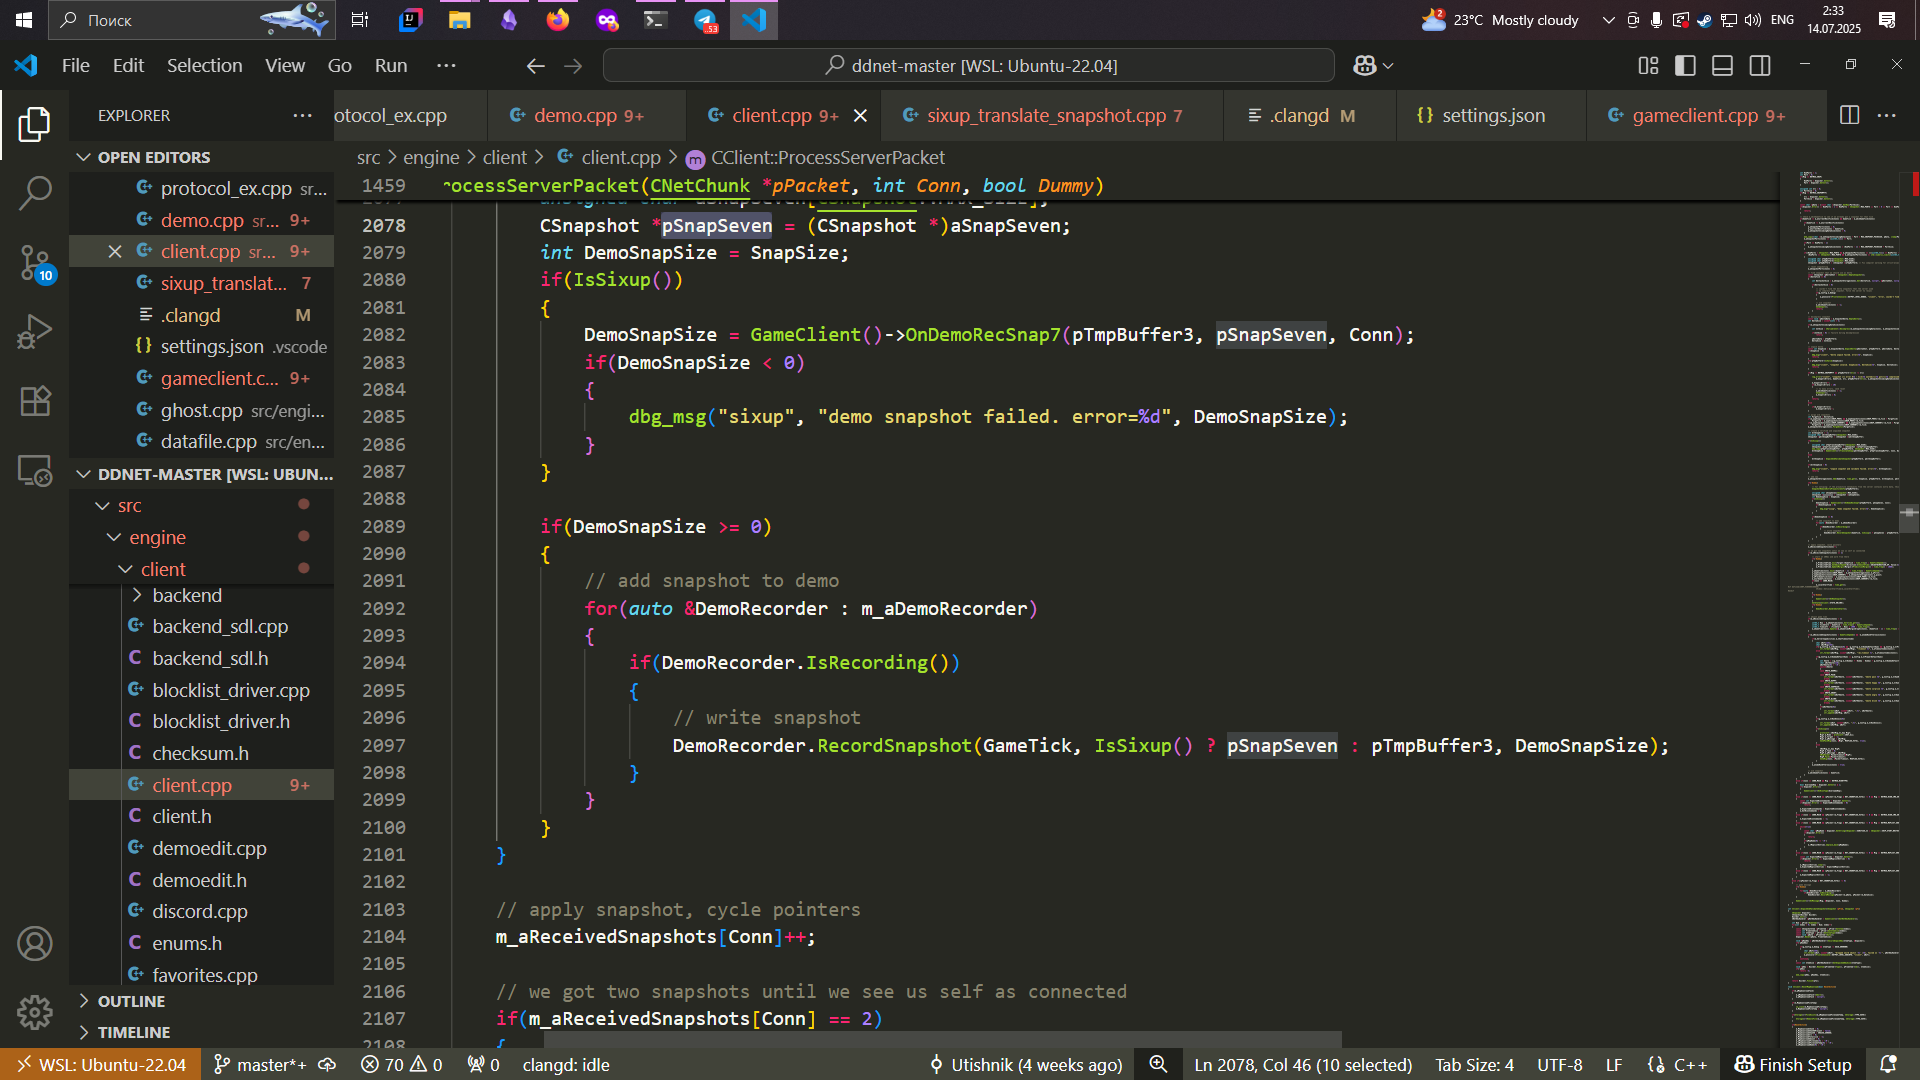 Поиск
53
2
23°C Mostly cloudy
ENG
2:33
14.07.2025
File Edit Selection View Go Run ···
ddnet-master [WSL: Ubuntu-22.04]
EXPLORER
otocol_ex.cpp
demo.cpp 9+
client.cpp 9+
sixup_translate_snapshot.cpp 7
.clangd M
settings.json
gameclient.cpp 9+
OPEN EDITORS
protocol_ex.cpp sr...
demo.cpp sr... 9+
client.cpp sr... 9+
sixup_translat... 7
.clangd M
settings.json .vscode
gameclient.c... 9+
ghost.cpp src/engi...
datafile.cpp src/en...
10
DDNET-MASTER [WSL: UBUN...
src
engine
client
backend
backend_sdl.cpp
backend_sdl.h
blocklist_driver.cpp
blocklist_driver.h
checksum.h
client.cpp 9+
client.h
demoedit.cpp
demoedit.h
discord.cpp
enums.h
favorites.cpp
OUTLINE
TIMELINE
src > engine > client > client.cpp > CClient::ProcessServerPacket
1459 rocessServerPacket(CNetChunk *pPacket, int Conn, bool Dummy)
2078 CSnapshot *pSnapSeven = (CSnapshot *)aSnapSeven;
2079 int DemoSnapSize = SnapSize;
2080 if(IsSixup())
2081 {
2082 DemoSnapSize = GameClient()->OnDemoRecSnap7(pTmpBuffer3, pSnapSeven, Conn);
2083 if(DemoSnapSize < 0)
2084 {
2085 dbg_msg("sixup", "demo snapshot failed. error=%d", DemoSnapSize);
2086 }
2087 }
2088
2089 if(DemoSnapSize >= 0)
2090 {
2091 // add snapshot to demo
2092 for(auto &DemoRecorder : m_aDemoRecorder)
2093 {
2094 if(DemoRecorder.IsRecording())
2095 {
2096 // write snapshot
2097 DemoRecorder.RecordSnapshot(GameTick, IsSixup() ? pSnapSeven : pTmpBuffer3, DemoSnapSize);
2098 }
2099 }
2100 }
2101 }
2102
2103 // apply snapshot, cycle pointers
2104 m_aReceivedSnapshots[Conn]++;
2105
2106 // we got two snapshots until we see us self as connected
2107 if(m_aReceivedSnapshots[Conn] == 2)
2108 {
WSL: Ubuntu-22.04
master*+
70 0
0
clangd: idle
Utishnik (4 weeks ago)
Ln 2078, Col 46 (10 selected)
Tab Size: 4
UTF-8
LF
C++
Finish Setup